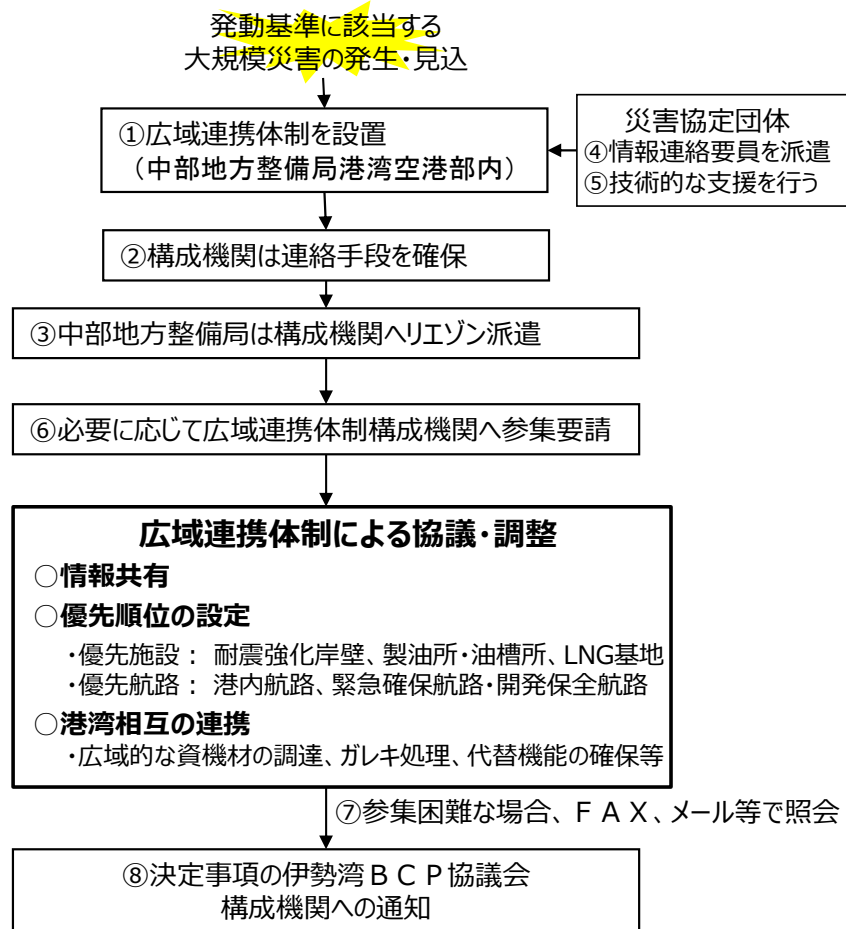 発動基準に該当する
大規模災害の発生・見込
①広域連携体制を設置
（中部地方整備局港湾空港部内）
災害協定団体
④情報連絡要員を派遣
⑤技術的な支援を行う
②構成機関は連絡手段を確保
③中部地方整備局は構成機関へリエゾン派遣
⑥必要に応じて広域連携体制構成機関へ参集要請
広域連携体制による協議・調整
○情報共有
○優先順位の設定
・優先施設： 耐震強化岸壁、製油所・油槽所、LNG基地
・優先航路： 港内航路、緊急確保航路・開発保全航路
○港湾相互の連携
・広域的な資機材の調達、ガレキ処理、代替機能の確保等
⑦参集困難な場合、ＦＡＸ、メール等で照会
⑧決定事項の伊勢湾ＢＣＰ協議会
構成機関への通知